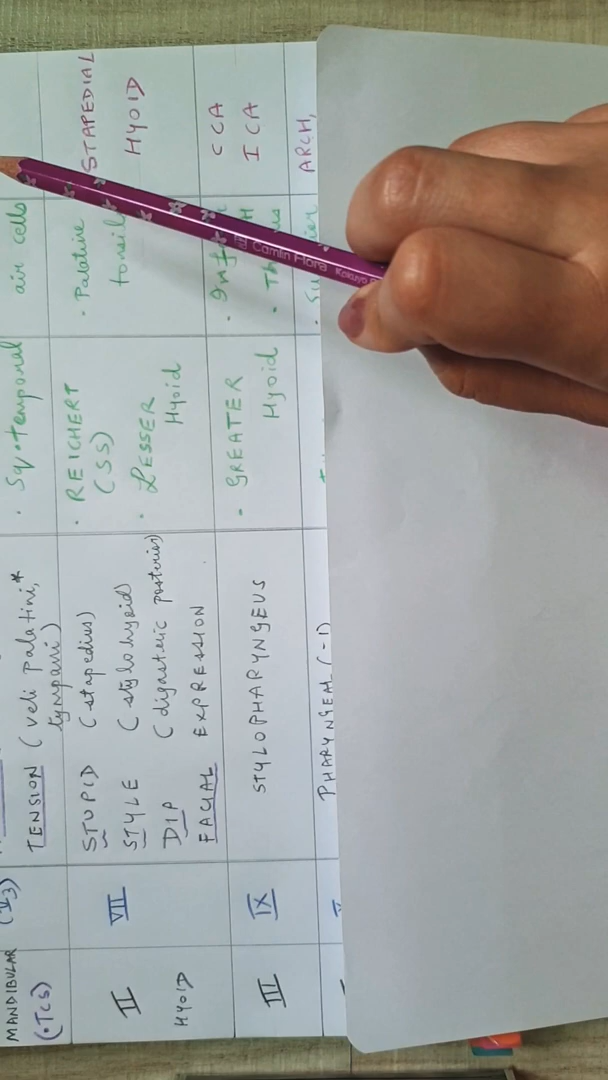 MANDIBULAR
(•TCS)
(V3)
TENSION (veli palatini,*
tympani)
• Sq. temporal
air cells
II
HYOID
VII
STUPID (stapedius)
STYLE (stylohyoid
DIP (digastric posterior)
FACIAL EXPRESSION
• REICHERT
(SS)
• LESSER
Hyoid
• Palatine
tonsil
STAPEDIAL
HYOID
III
IX
STYLOPHARYNGEUS
• GREATER
Hyoid
CCA
ICA
PHARYNGEAL (-1)
ARCH,
Camlin Flora Kokuyo